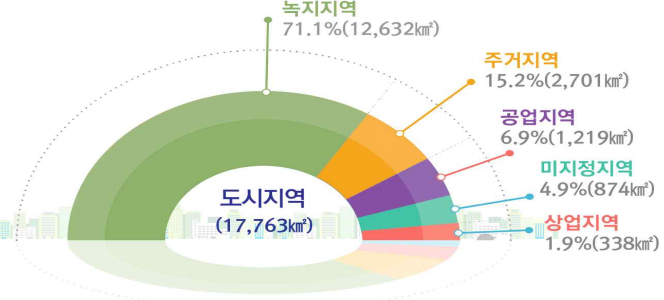 녹지지역
71.1%(12,632㎢)
주거지역
15.2%(2,701㎢)
공업지역
6.9%(1,219㎢)
미지정지역
4.9%(874㎢)
상업지역
1.9%(338㎢)
도시지역
(17,763㎢)